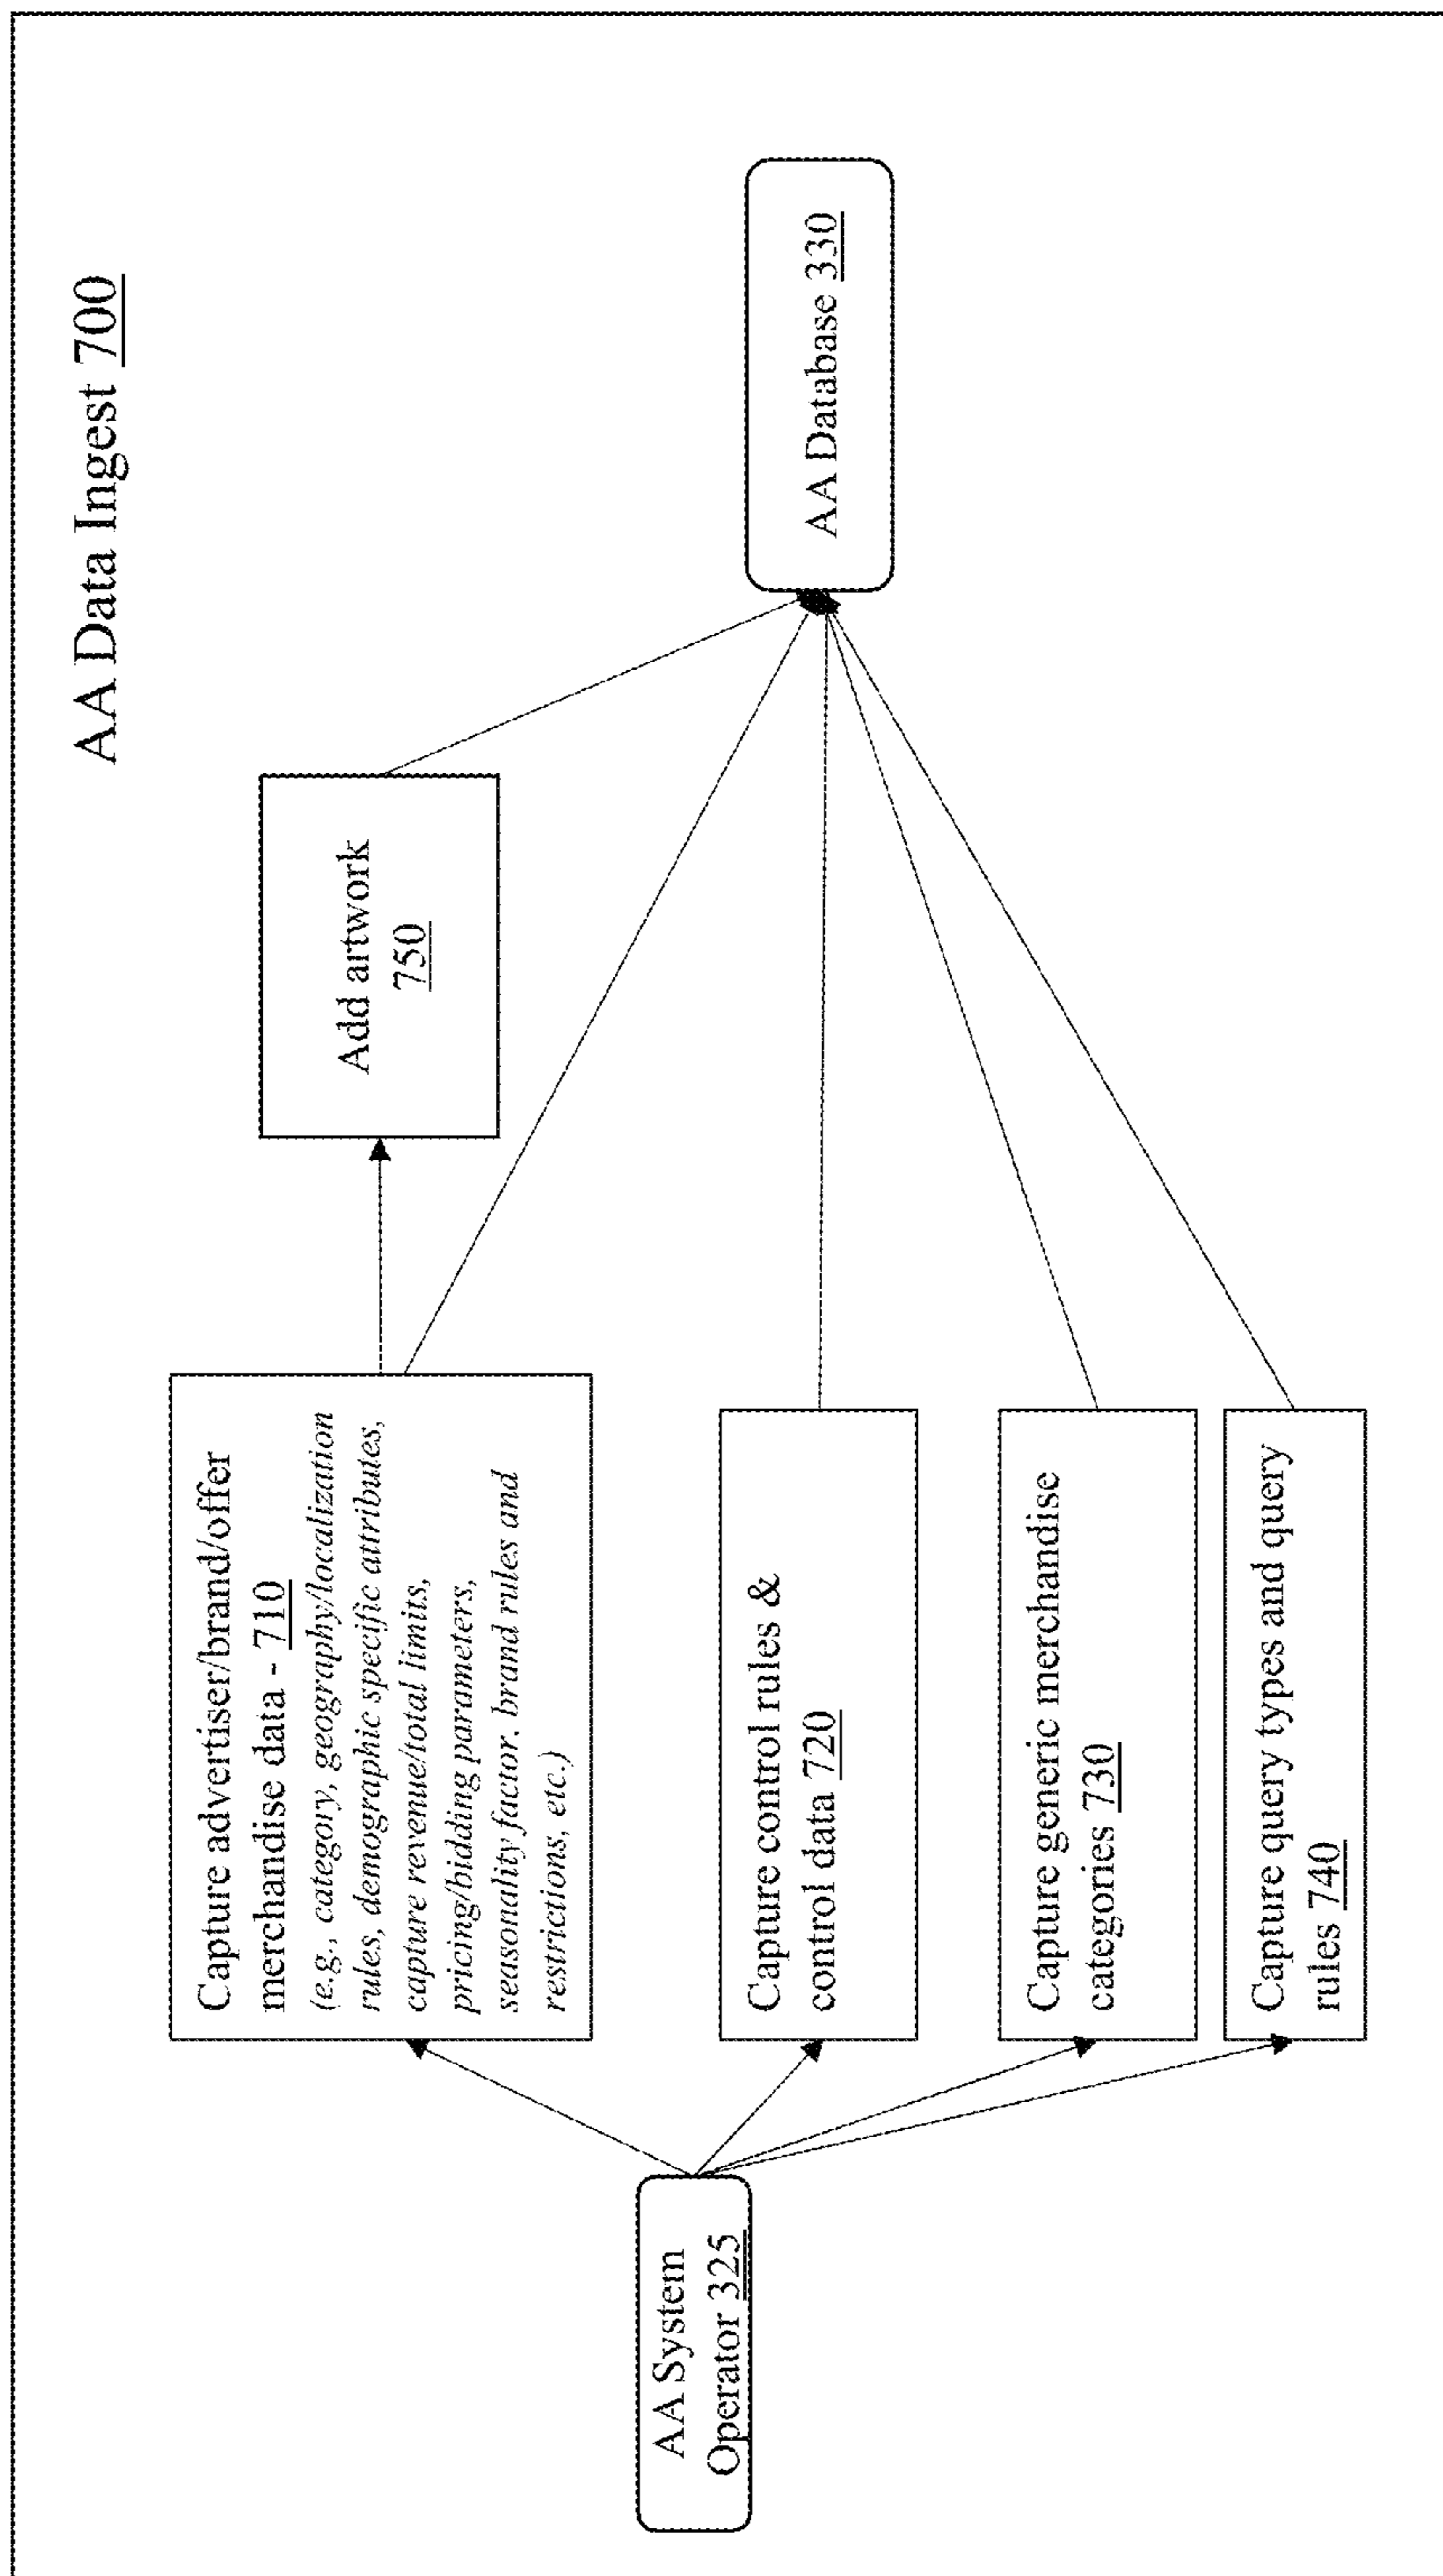 AA Data Ingest 700
AA System
Operator 325
Capture advertiser/brand/offer
merchandise data - 710
(e.g., category, geography/localization
rules, demographic specific attributes,
capture revenue/total limits,
pricing/bidding parameters,
seasonality factor. brand rules and
restrictions, etc.)
Capture control rules &
control data 720
Capture generic merchandise
categories 730
Capture query types and query
rules 740
Add artwork
750
AA Database 330